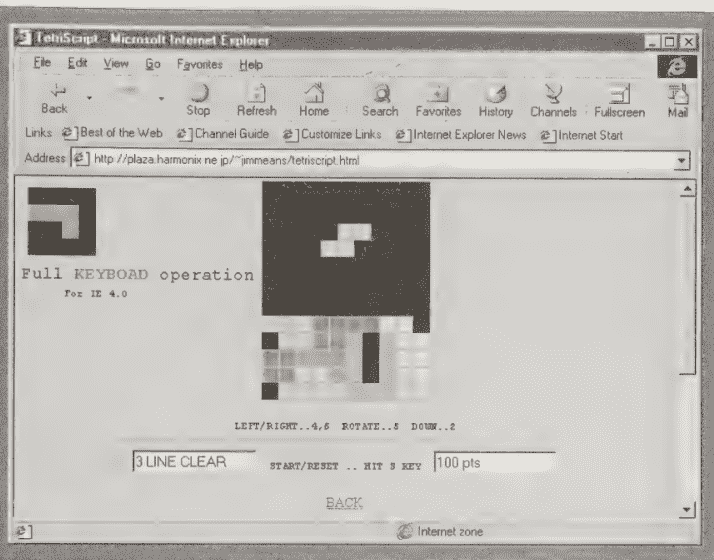 TetriScript - Microsoft Internet Explorer
File Edit View Go Favorites Help
Back Stop Refresh Home Search Favorites History Channels Fullscreen Mail
Links Best of the Web Channel Guide Customize Links Internet Explorer News Internet Start
Address http://plaza.harmonix.ne.jp/~jimmeans/tetriscript.html
Full KEYBOAD operation
For IE 4.0
LEFT/RIGHT..4,6 ROTATE..5 DOWN..2
3 LINE CLEAR START/RESET .. HIT S KEY 100 pts
BACK
Internet zone